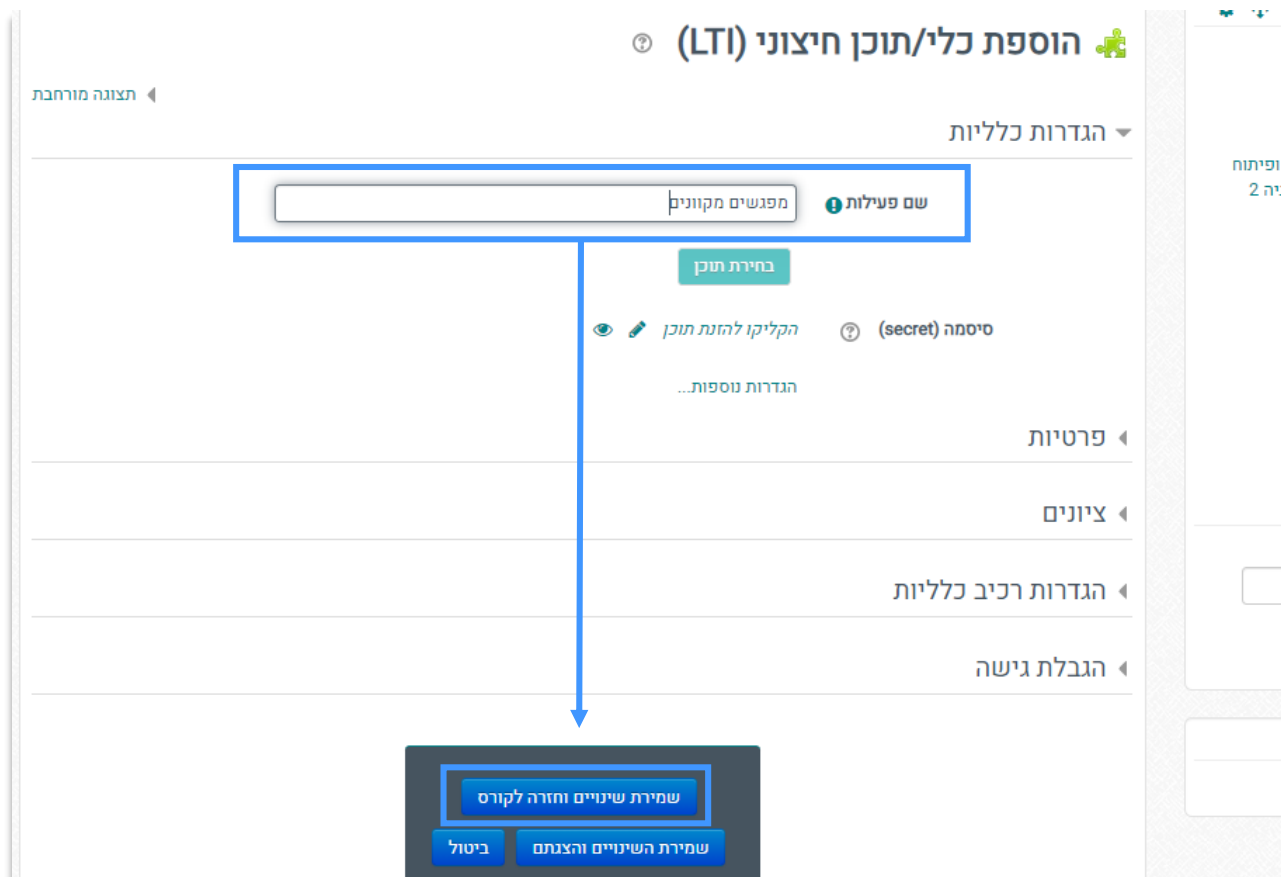 הוספת כלי/תוכן חיצוני (LTI)
תצוגה מורחבת
הגדרות כלליות
שם פעילות
מפגשים מקוונים
בחירת תוכן
סיסמה (secret)
הקליקו להזנת תוכן
הגדרות נוספות...
פרטיות
ציונים
הגדרות רכיב כלליות
הגבלת גישה
שמירת שינויים וחזרה לקורס
שמירת השינויים והצגתם
ביטול
ופיתוח
יה 2